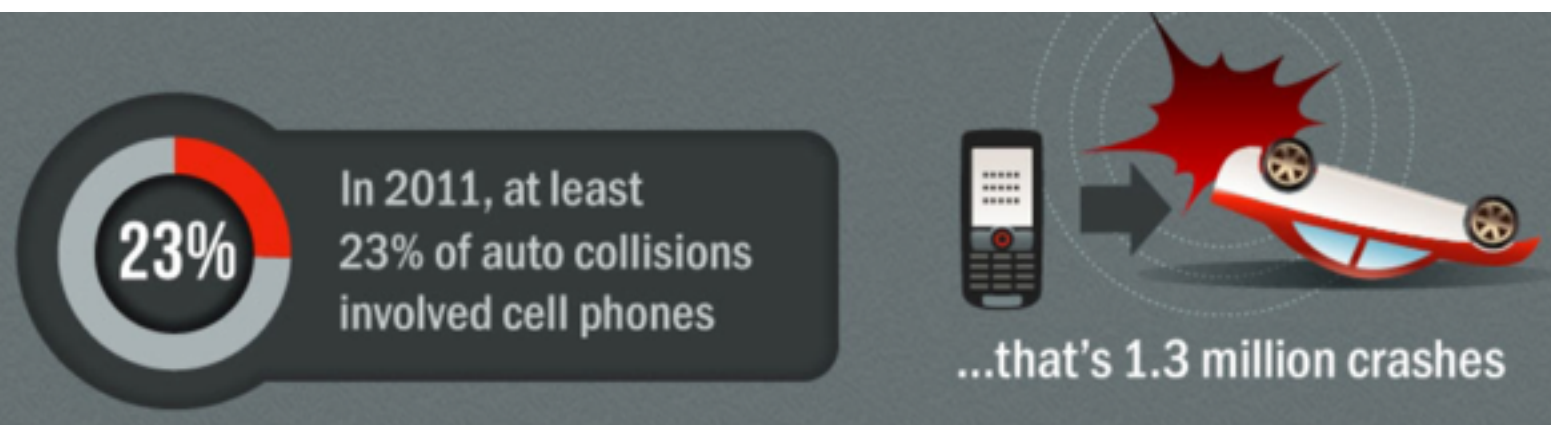 23%
In 2011, at least
23% of auto collisions
involved cell phones
...that's 1.3 million crashes